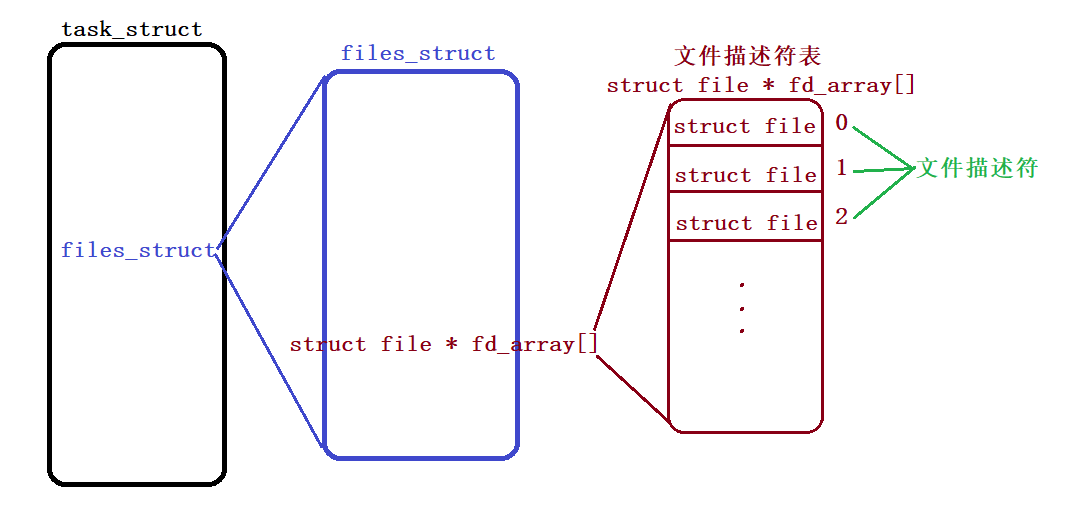 task_struct
files_struct
files_struct
struct file * fd_array[]
文件描述符表
struct file * fd_array[]
struct file 0
struct file 1
struct file 2
文件描述符